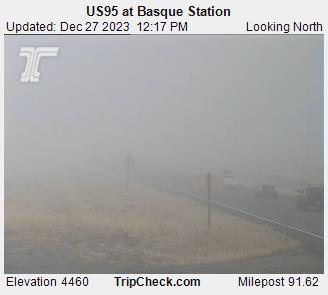 US95 at Basque Station
Updated: Dec 27 2023 12:17 PM Looking North
Elevation 4460 TripCheck.com Milepost 91.62